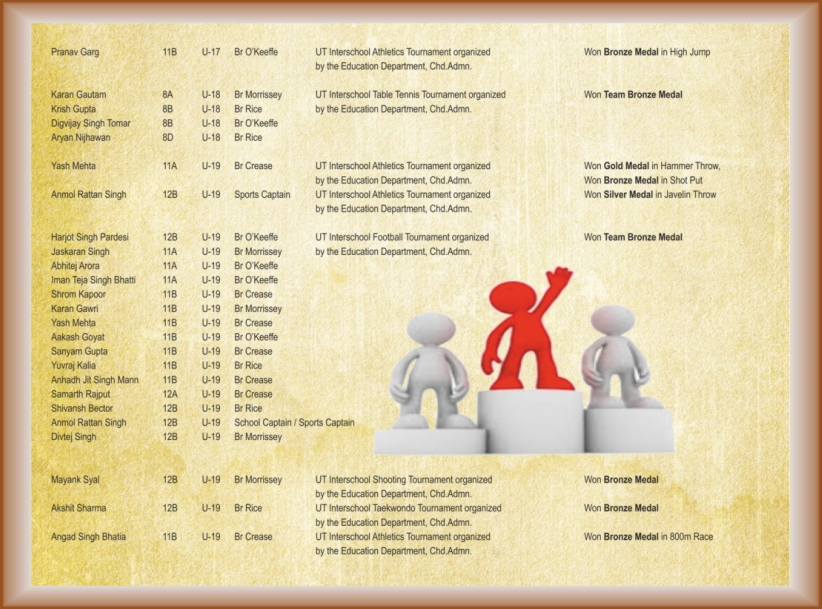 Pranav Garg 11B U-17 Br O'Keeffe UT Interschool Athletics Tournament organized Won Bronze Medal in High Jump
by the Education Department, Chd.Admn.
Karan Gautam 8A U-18 Br Morrissey UT Interschool Table Tennis Tournament organized Won Team Bronze Medal
Krish Gupta 8B U-18 Br Rice by the Education Department, Chd.Admn.
Digvijay Singh Tomar 8B U-18 Br O'Keeffe
Aryan Nijhawan 8D U-18 Br Rice
Yash Mehta 11A U-19 Br Crease UT Interschool Athletics Tournament organized Won Gold Medal in Hammer Throw,
by the Education Department, Chd.Admn. Won Bronze Medal in Shot Put
Anmol Rattan Singh 12B U-19 Sports Captain UT Interschool Athletics Tournament organized Won Silver Medal in Javelin Throw
by the Education Department, Chd.Admn.
Harjot Singh Pardesi 12B U-19 Br O'Keeffe UT Interschool Football Tournament organized Won Team Bronze Medal
Jaskaran Singh 11A U-19 Br Morrissey by the Education Department, Chd.Admn.
Abhitej Arora 11A U-19 Br O'Keeffe
Iman Teja Singh Bhatti 11A U-19 Br O'Keeffe
Shrom Kapoor 11B U-19 Br Crease
Karan Gawri 11B U-19 Br Morrissey
Yash Mehta 11B U-19 Br Crease
Aakash Goyat 11B U-19 Br O'Keeffe
Sanyam Gupta 11B U-19 Br Crease
Yuvraj Kalia 11B U-19 Br Rice
Anhadh Jit Singh Mann 11B U-19 Br Crease
Samarth Rajput 12A U-19 Br Crease
Shivansh Bector 12B U-19 Br Rice
Anmol Rattan Singh 12B U-19 School Captain / Sports Captain
Divtej Singh 12B U-19 Br Morrissey
Mayank Syal 12B U-19 Br Morrissey UT Interschool Shooting Tournament organized Won Bronze Medal
by the Education Department, Chd.Admn.
Akshit Sharma 12B U-19 Br Rice UT Interschool Taekwondo Tournament organized Won Bronze Medal
by the Education Department, Chd.Admn.
Angad Singh Bhatia 11B U-19 Br Crease UT Interschool Athletics Tournament organized Won Bronze Medal in 800m Race
by the Education Department, Chd.Admn.